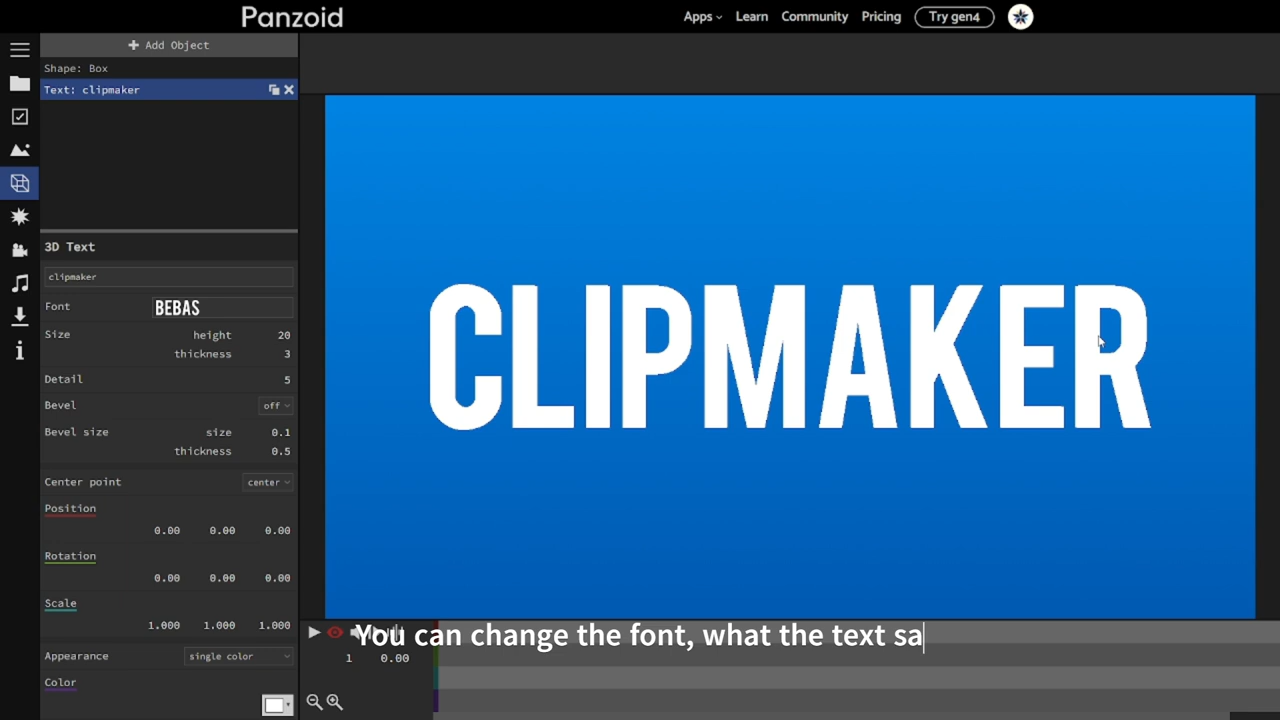 Panzoid
Apps Learn Community Pricing Try gen4
Add Object
Shape: Box
Text: clipmaker
3D Text
clipmaker
Font BEBAS
Size height 20
thickness 3
Detail 5
Bevel off
Bevel size size 0.1
thickness 0.5
Center point center
Position
0.00 0.00 0.00
Rotation
0.00 0.00 0.00
Scale
1.000 1.000 1.000
Appearance single color
Color
CLIPMAKER
You can change the font, what the text sa
1 0.00